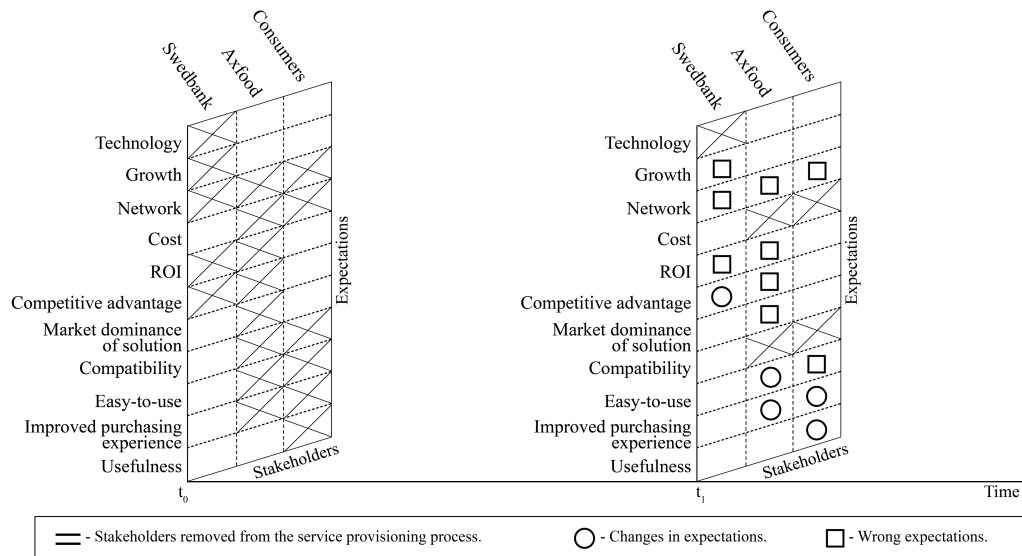 Swedbank
Axfood
Consumers
Technology
Growth
Network
Cost
ROI
Competitive advantage
Market dominance
of solution
Compatibility
Easy-to-use
Improved purchasing
experience
Usefulness
Expectations
Stakeholders
t0
Swedbank
Axfood
Consumers
Technology
Growth
Network
Cost
ROI
Competitive advantage
Market dominance
of solution
Compatibility
Easy-to-use
Improved purchasing
experience
Usefulness
Expectations
Stakeholders
t1
Time
- Stakeholders removed from the service provisioning process.
- Changes in expectations.
- Wrong expectations.